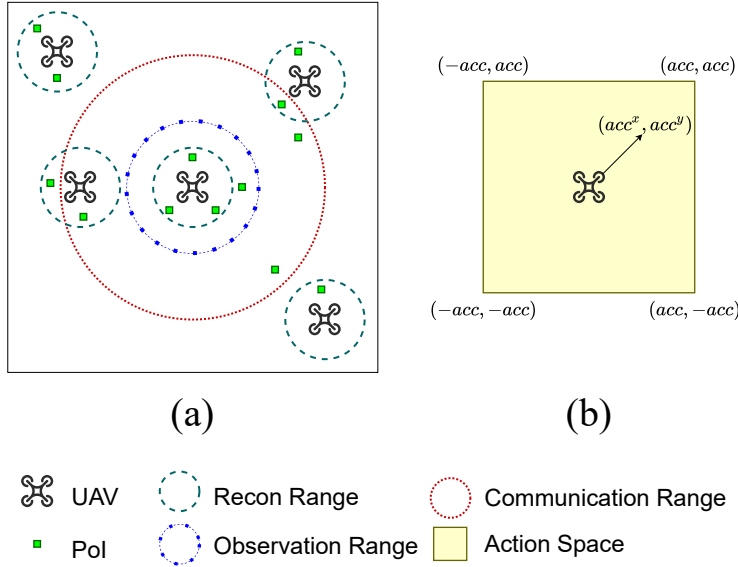 (-acc, acc) (acc, acc)
(acc^x, acc^y)
(-acc, -acc) (acc, -acc)
(a) (b)
UAV Recon Range Communication Range
PoI Observation Range Action Space